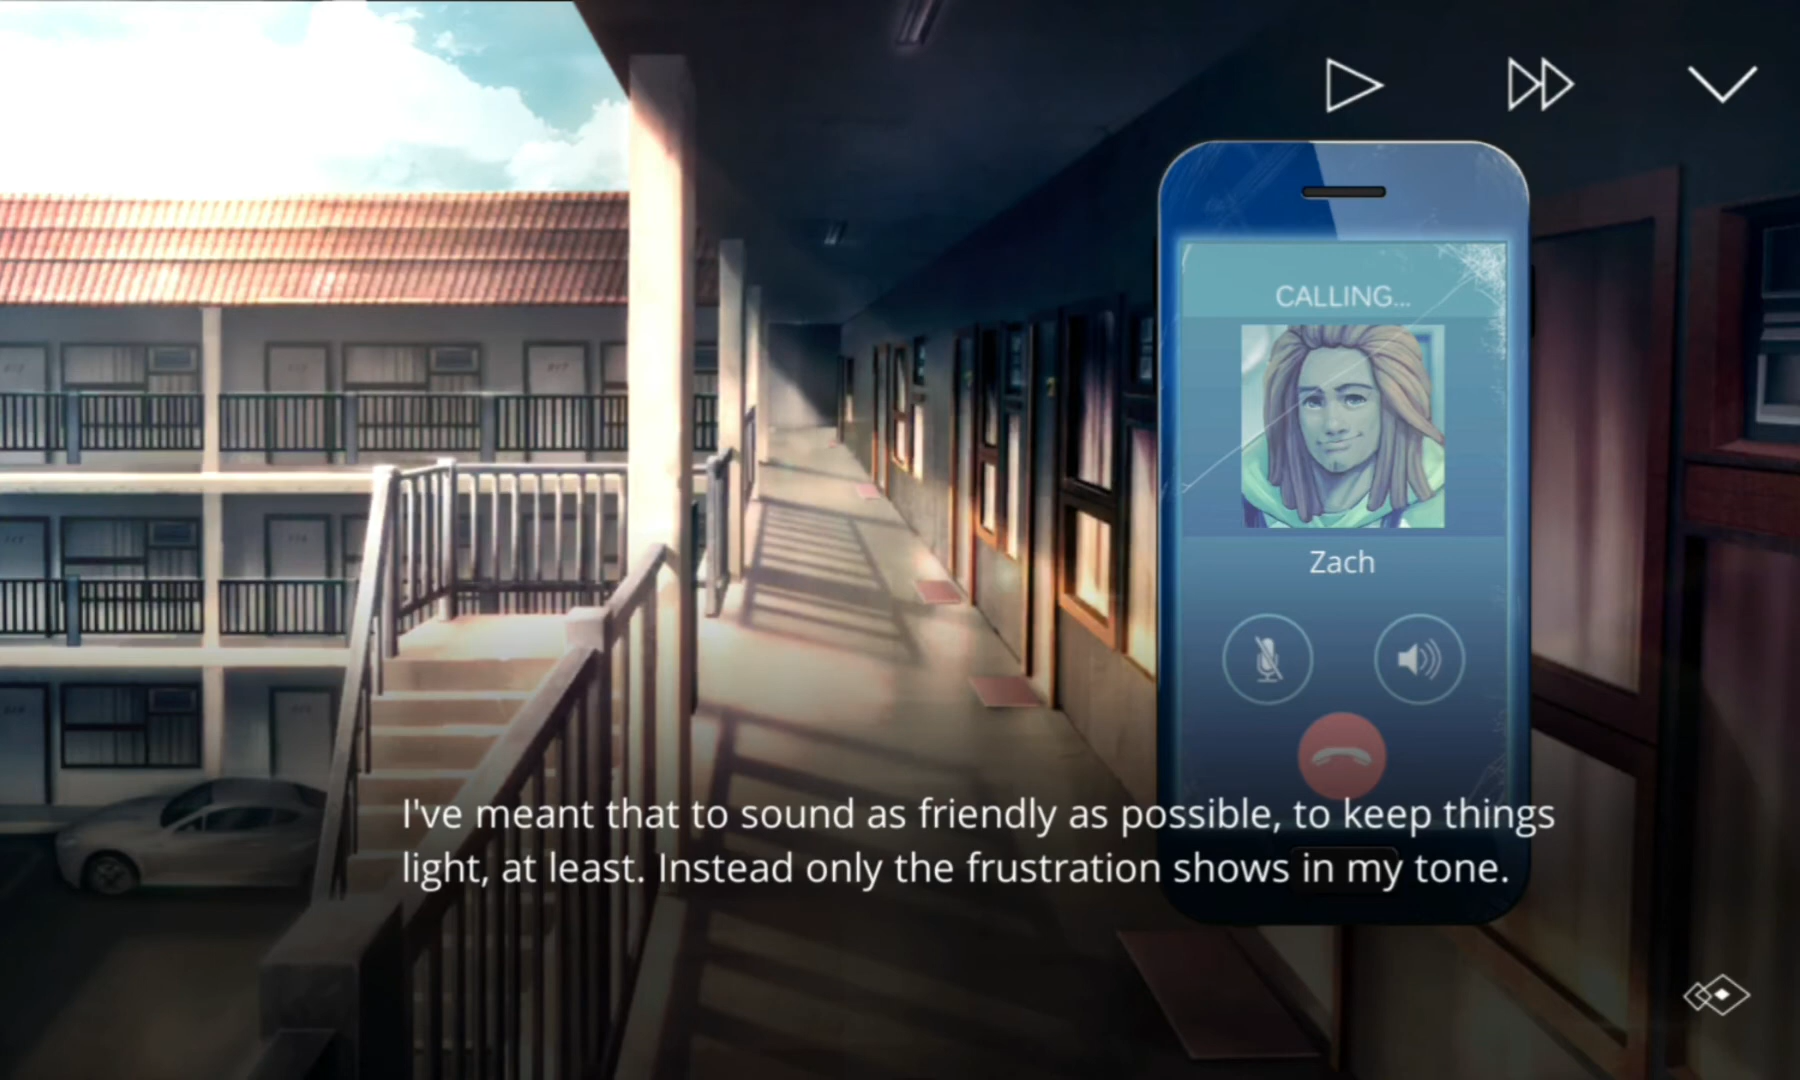 CALLING...
Zach
I've meant that to sound as friendly as possible, to keep things
light, at least. Instead only the frustration shows in my tone.